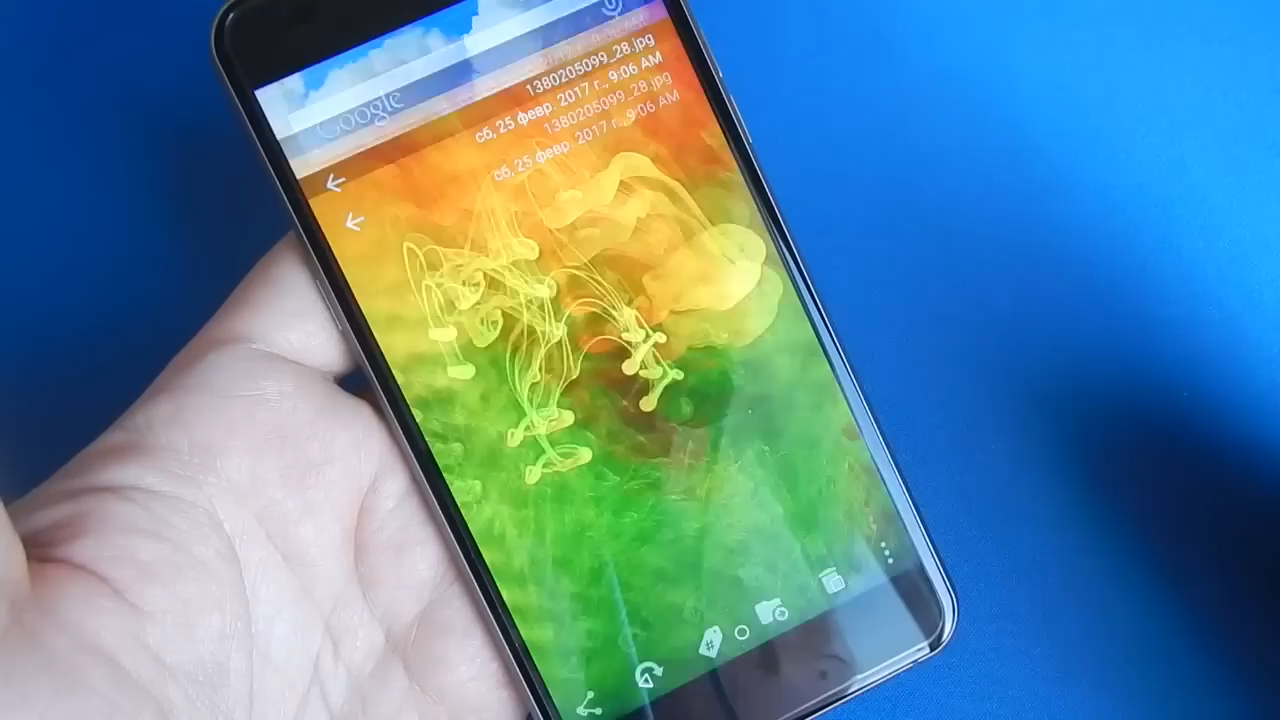 Google
1380205099_28.jpg
сб, 25 февр. 2017 г., 9:06 AM
1380205099_28.jpg
сб, 25 февр. 2017 г., 9:06 AM
#